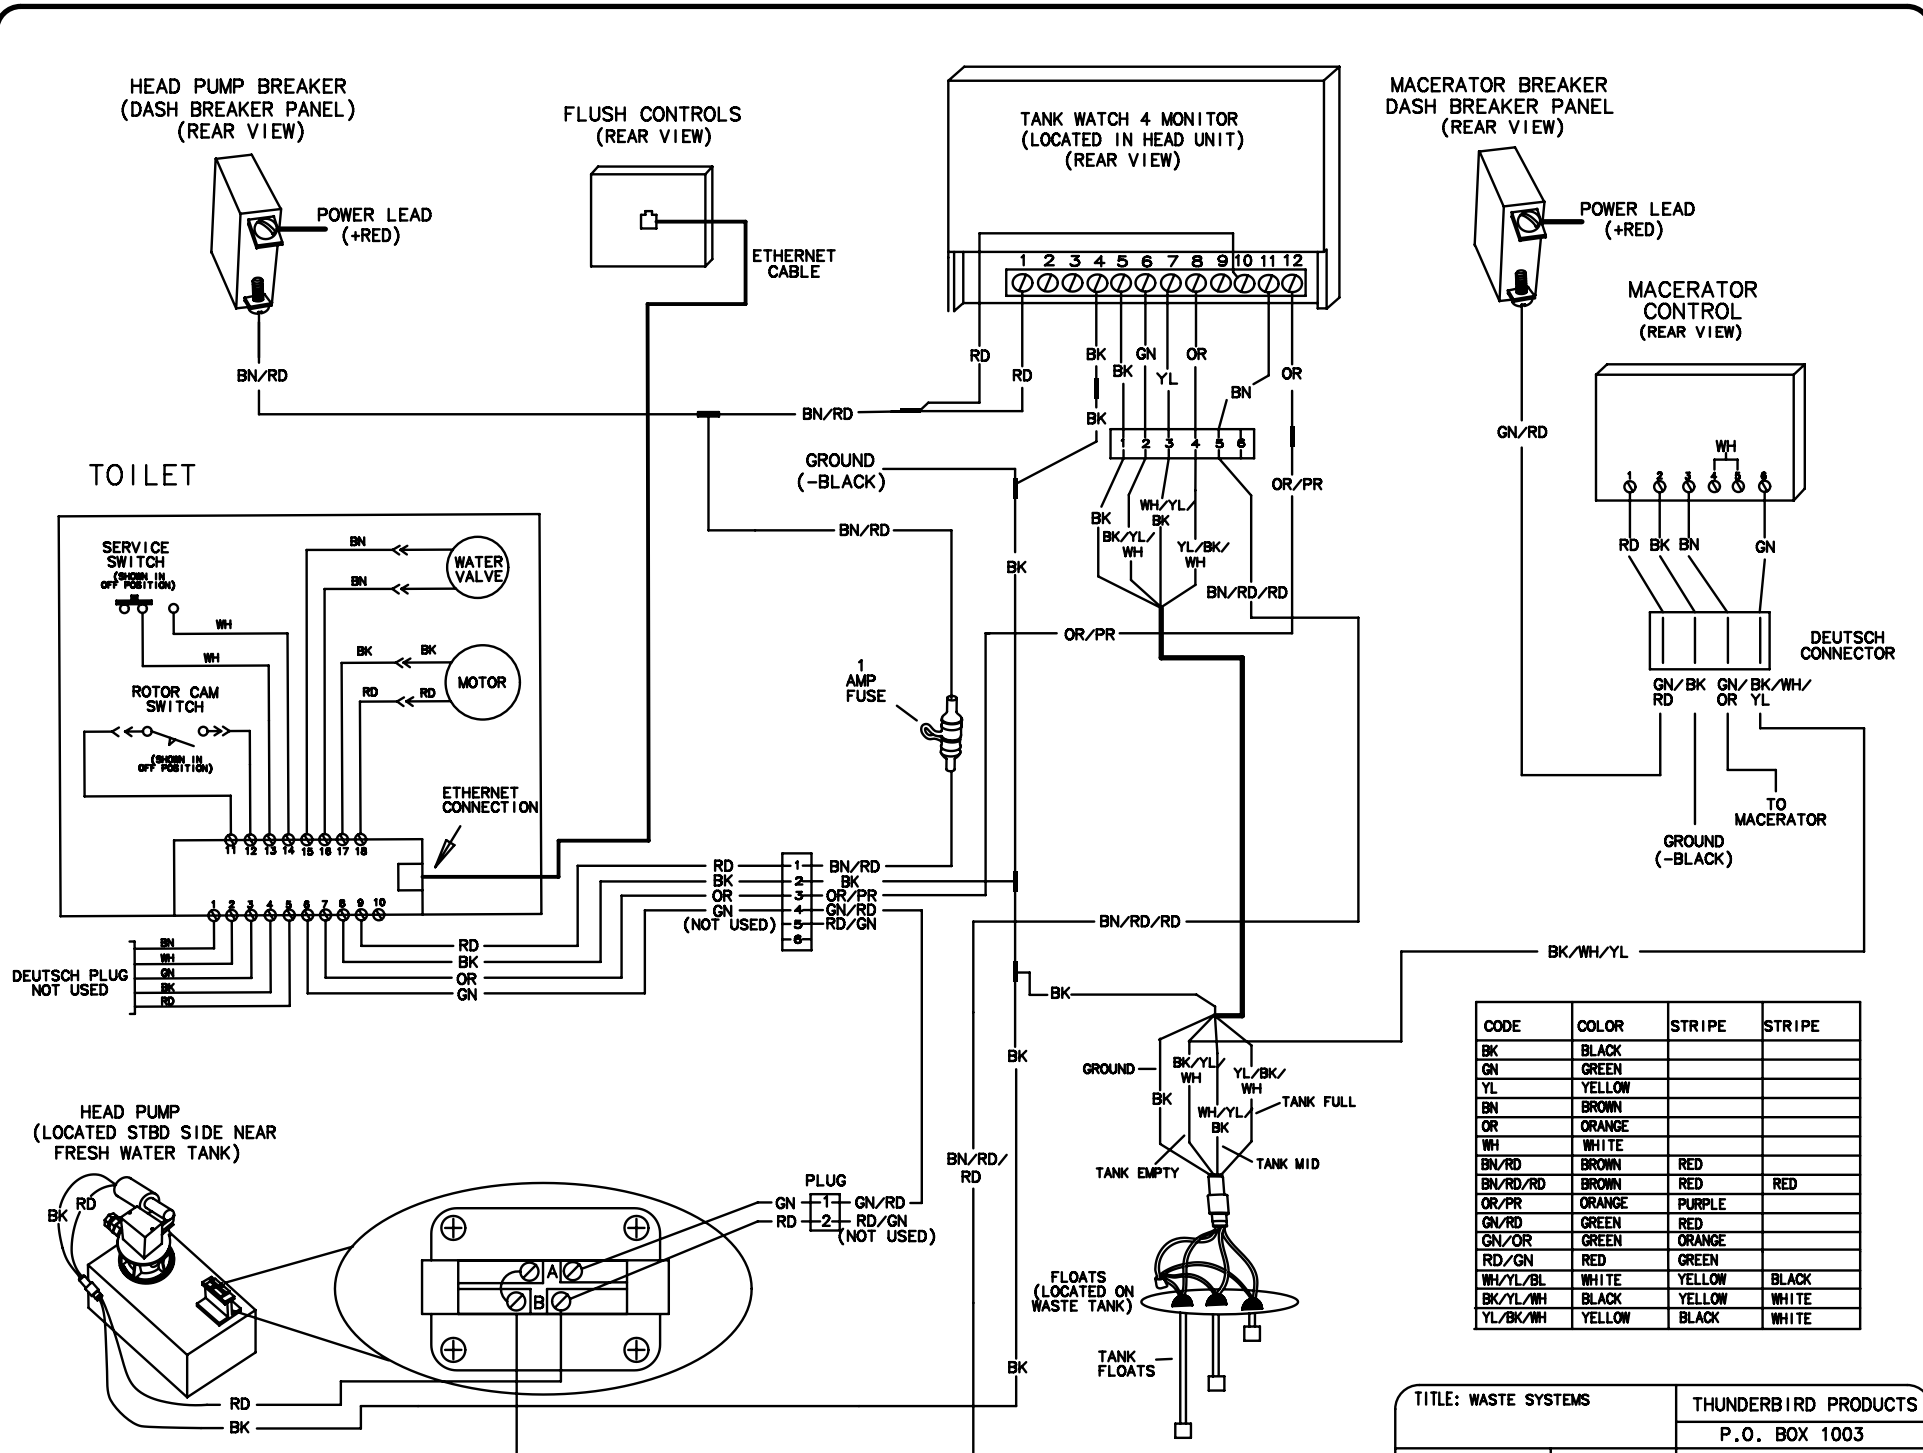 HEAD PUMP BREAKER
(DASH BREAKER PANEL)
(REAR VIEW)
POWER LEAD
(+RED)
BN/RD
FLUSH CONTROLS
(REAR VIEW)
ETHERNET
CABLE
TANK WATCH 4 MONITOR
(LOCATED IN HEAD UNIT)
(REAR VIEW)
1 2 3 4 5 6 7 8 9 10 11 12
RD
RD
BK
BK
GN
YL
OR
BN
OR
BK
BN/RD
1 2 3 4 5 6
OR/PR
MACERATOR BREAKER
DASH BREAKER PANEL
(REAR VIEW)
POWER LEAD
(+RED)
GN/RD
MACERATOR
CONTROL
(REAR VIEW)
WH
1 2 3 4 5 6
RD BK BN GN
DEUTSCH
CONNECTOR
GN/
RD
BK
GN/
OR
BK/WH/
YL
TO
MACERATOR
GROUND
(-BLACK)
GROUND
(-BLACK)
BN/RD
BK
BK
BK/YL/
WH
WH/YL/
BK
YL/BK/
WH
BN/RD/RD
OR/PR
1
AMP
FUSE
TOILET
SERVICE
SWITCH
(SHOWN IN
OFF POSITION)
WH
WH
ROTOR CAM
SWITCH
(SHOWN IN
OFF POSITION)
BN
BN
WATER
VALVE
BK BK
RD RD
MOTOR
ETHERNET
CONNECTION
11 12 13 14 15 16 17 18
1 2 3 4 5 6 7 8 9 10
BN
WH
GN
BK
RD
DEUTSCH PLUG
NOT USED
RD
BK
OR
GN
RD 1 BN/RD
BK 2 BK
OR 3 OR/PR
GN 4 GN/RD
(NOT USED) 5 RD/GN
6
BN/RD/RD
BK/WH/YL
BK
BK
GROUND
BK
BK/YL/
WH
YL/BK/
WH
WH/YL/
BK
TANK FULL
TANK MID
TANK EMPTY
BN/RD/
RD
FLOATS
(LOCATED ON
WASTE TANK)
TANK
FLOATS
BK
HEAD PUMP
(LOCATED STBD SIDE NEAR
FRESH WATER TANK)
BK
RD
RD
BK
A
B
PLUG
GN 1 GN/RD
RD 2 RD/GN
(NOT USED)
CODE COLOR STRIPE STRIPE
BK BLACK
GN GREEN
YL YELLOW
BN BROWN
OR ORANGE
WH WHITE
BN/RD BROWN RED
BN/RD/RD BROWN RED RED
OR/PR ORANGE PURPLE
GN/RD GREEN RED
GN/OR GREEN ORANGE
RD/GN RED GREEN
WH/YL/BL WHITE YELLOW BLACK
BK/YL/WH BLACK YELLOW WHITE
YL/BK/WH YELLOW BLACK WHITE
TITLE: WASTE SYSTEMS
THUNDERBIRD PRODUCTS
P.O. BOX 1003